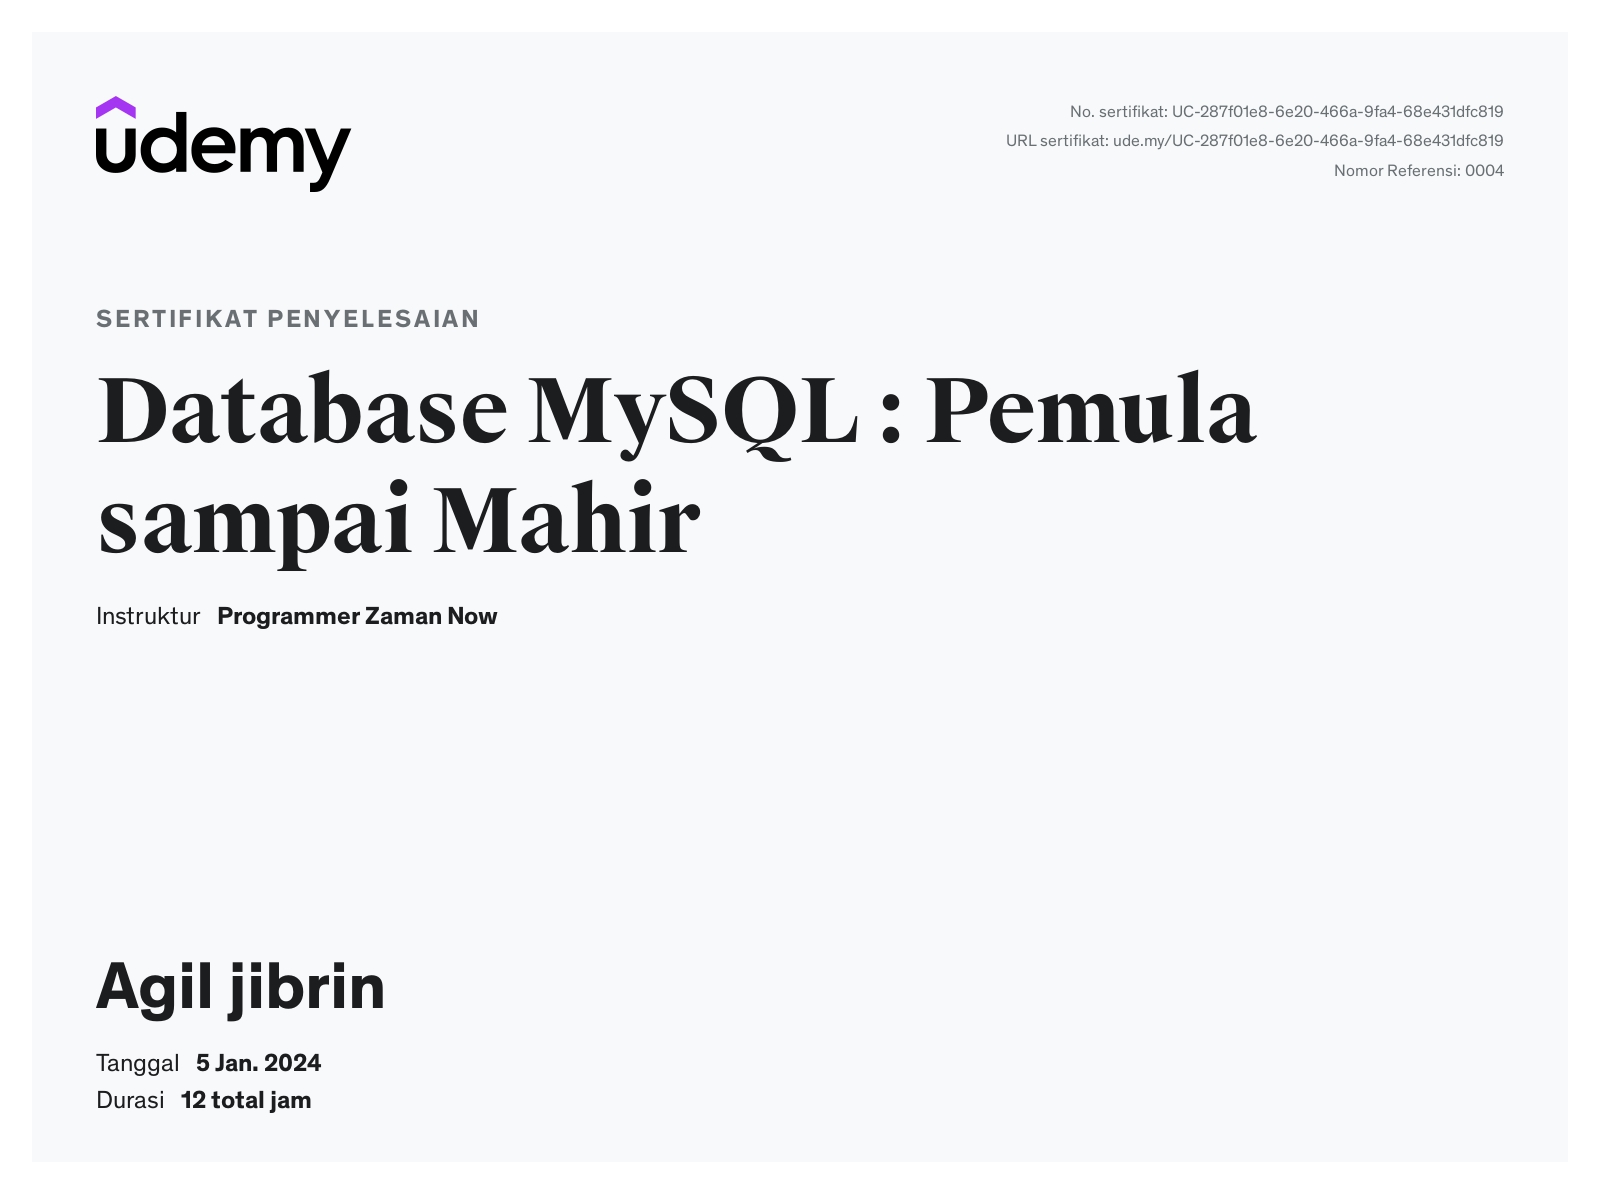 udemy
No. sertifikat: UC-287f01e8-6e20-466a-9fa4-68e431dfc819
URL sertifikat: ude.my/UC-287f01e8-6e20-466a-9fa4-68e431dfc819
Nomor Referensi: 0004
SERTIFIKAT PENYELESAIAN
Database MySQL : Pemula
sampai Mahir
Instruktur Programmer Zaman Now
Agil jibrin
Tanggal 5 Jan. 2024
Durasi 12 total jam